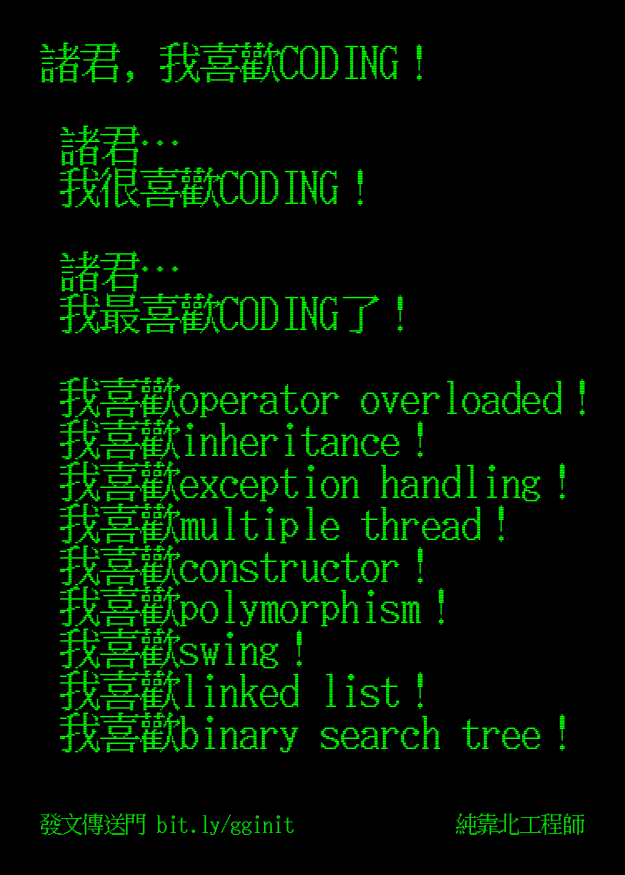 諸君, 我喜歡CODING!
諸君…
我很喜歡CODING!
諸君…
我最喜歡CODING了!
我喜歡operator overloaded!
我喜歡inheritance!
我喜歡exception handling!
我喜歡multiple thread!
我喜歡constructor!
我喜歡polymorphism!
我喜歡swing!
我喜歡linked list!
我喜歡binary search tree!
發文傳送門 bit.ly/gginit
純靠北工程師